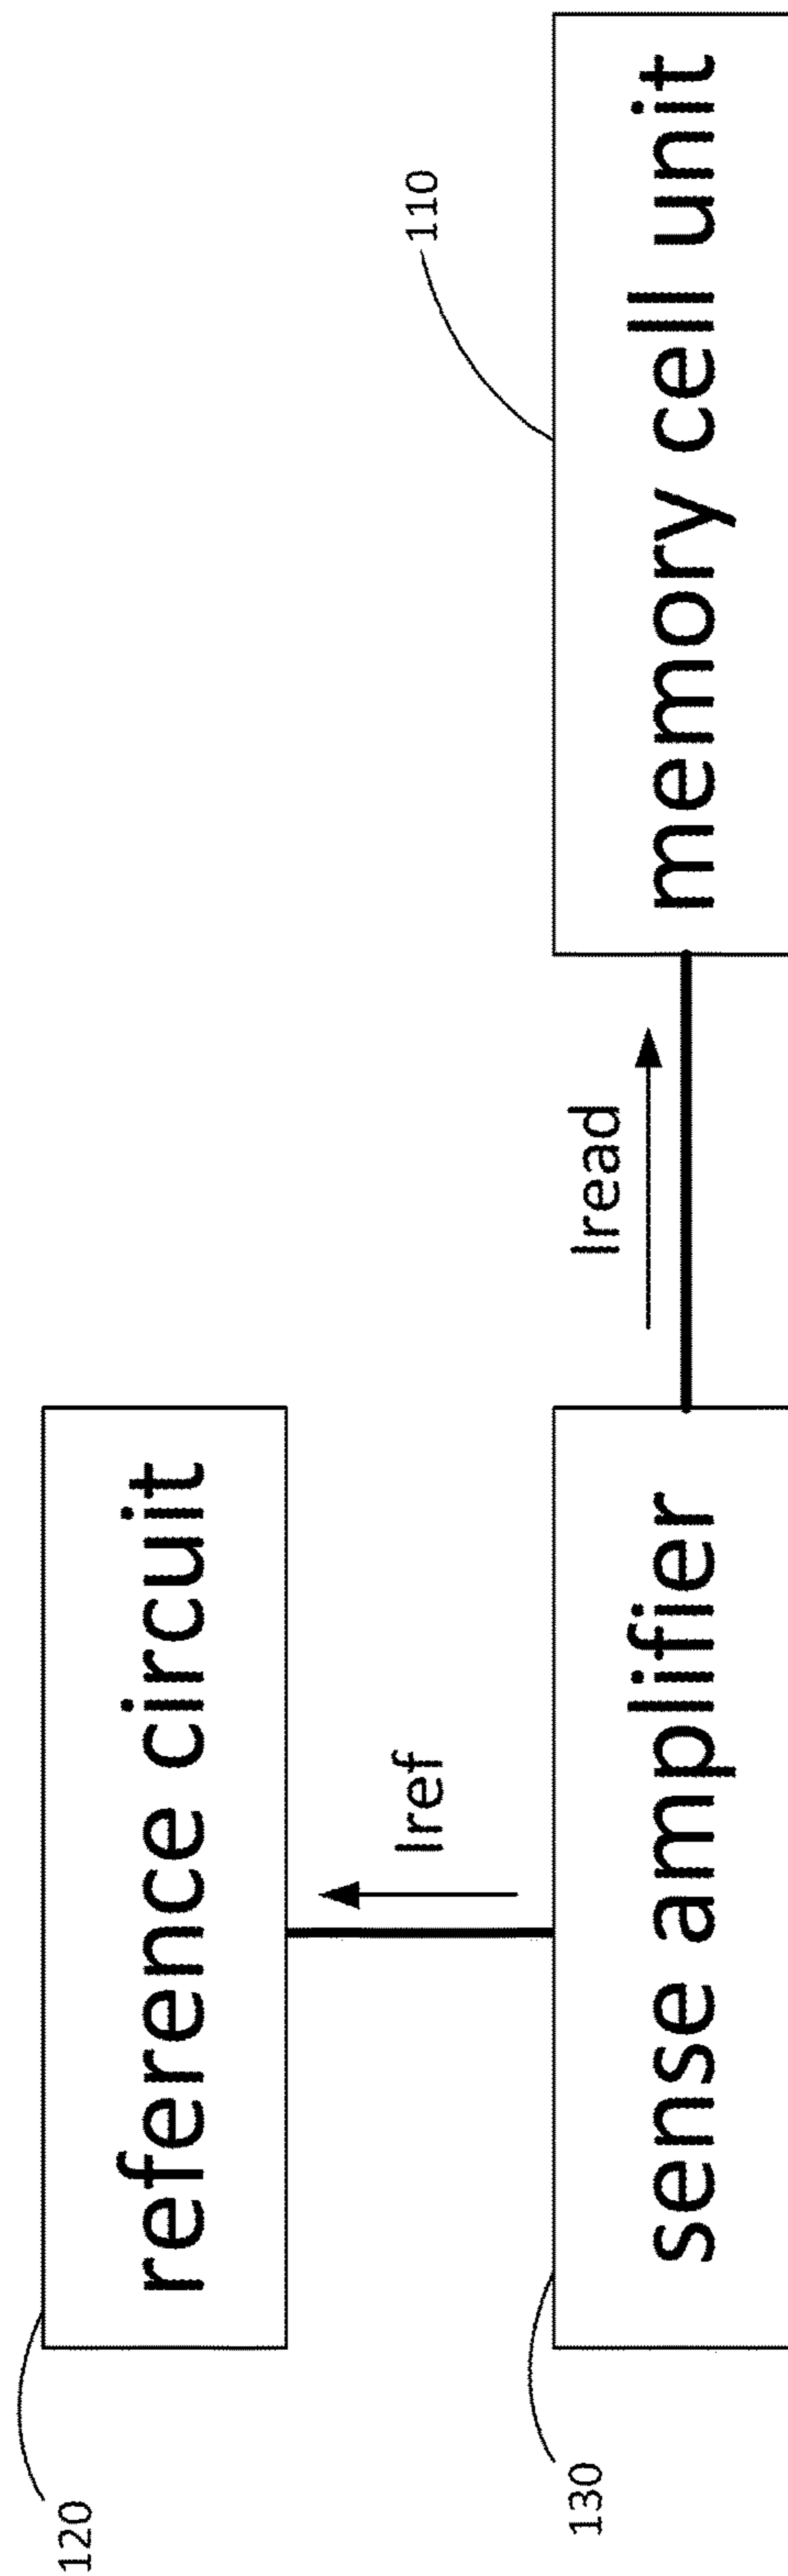 120
reference circuit
Iref
130
sense amplifier
Iread
110
memory cell unit